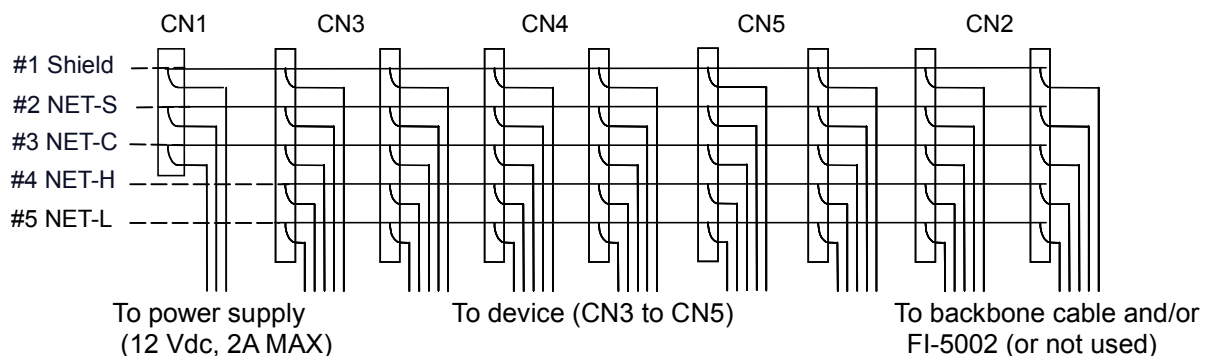 CN1 CN3 CN4 CN5 CN2
#1 Shield
#2 NET-S
#3 NET-C
#4 NET-H
#5 NET-L
To power supply
(12 Vdc, 2A MAX)
To device (CN3 to CN5)
To backbone cable and/or
FI-5002 (or not used)